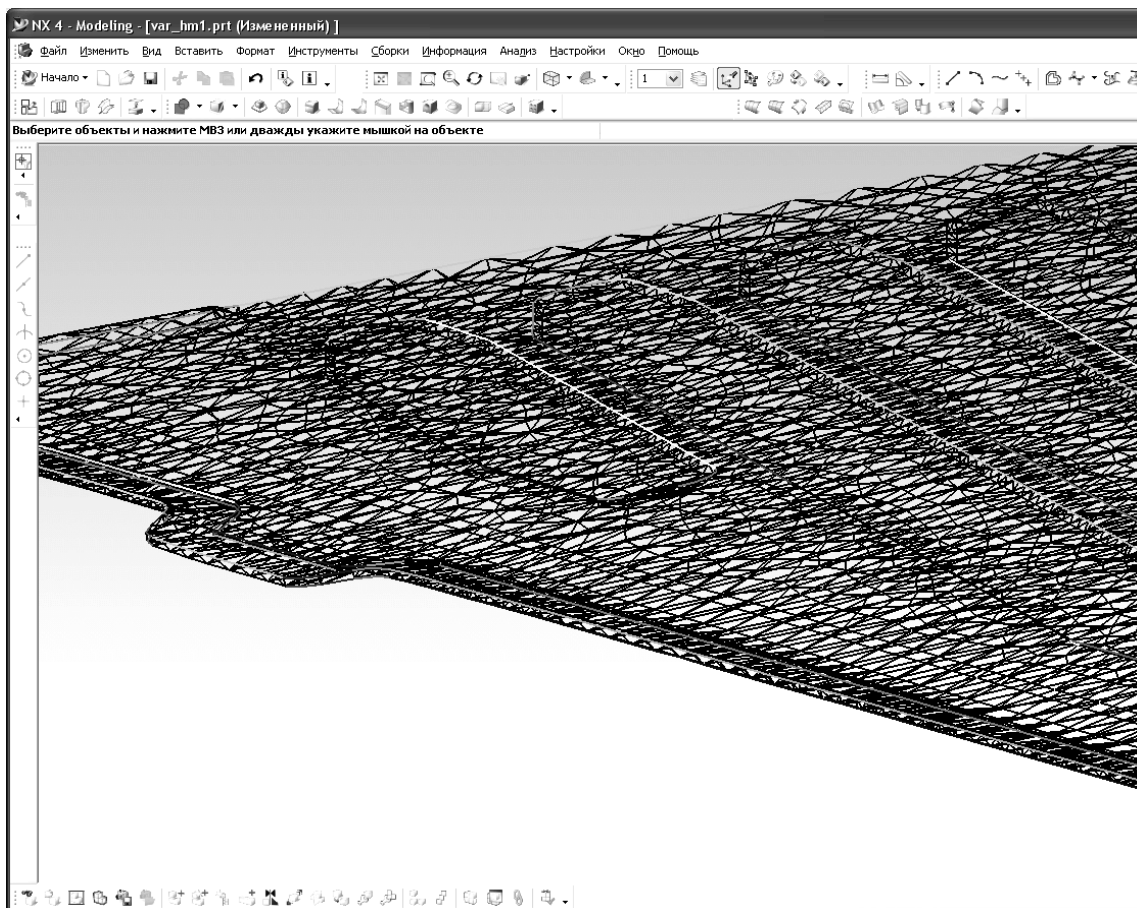 NX 4 - Modeling - [var_hm1.prt (Измененный) ]
Файл Изменить Вид Вставить Формат Инструменты Сборки Информация Анализ Настройки Окно Помощь
Начало 1
Выберите объекты и нажмите МВ3 или дважды укажите мышкой на объекте